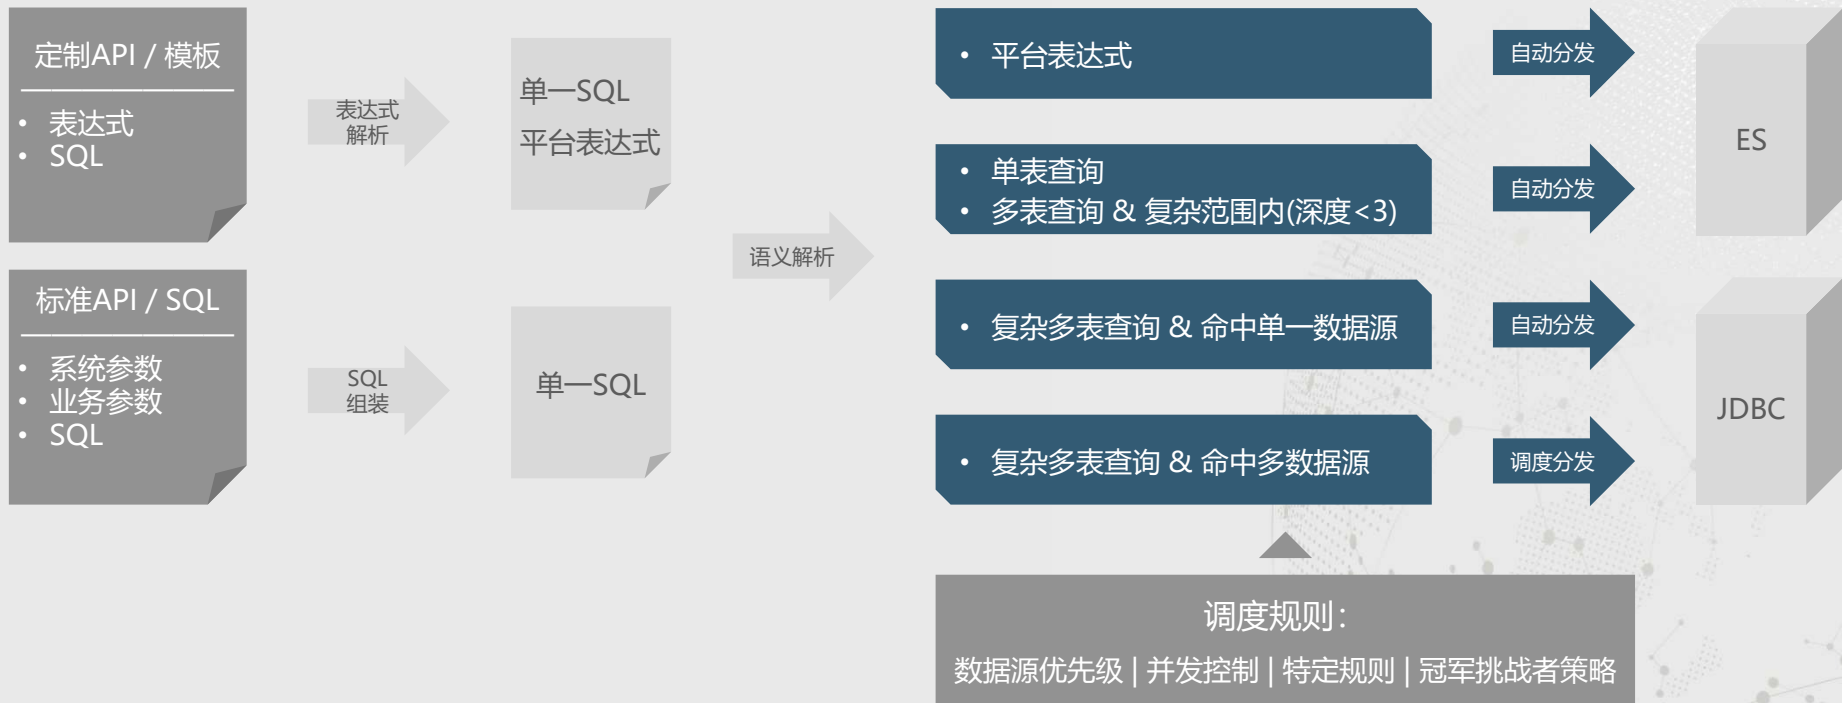 定制API / 模板
• 表达式
• SQL
表达式
解析
单一SQL
平台表达式
标准API / SQL
• 系统参数
• 业务参数
• SQL
SQL
组装
单一SQL
语义解析
• 平台表达式
自动分发
• 单表查询
• 多表查询 & 复杂范围内(深度<3)
自动分发
ES
• 复杂多表查询 & 命中单一数据源
自动分发
• 复杂多表查询 & 命中多数据源
调度分发
JDBC
调度规则：
数据源优先级 | 并发控制 | 特定规则 | 冠军挑战者策略